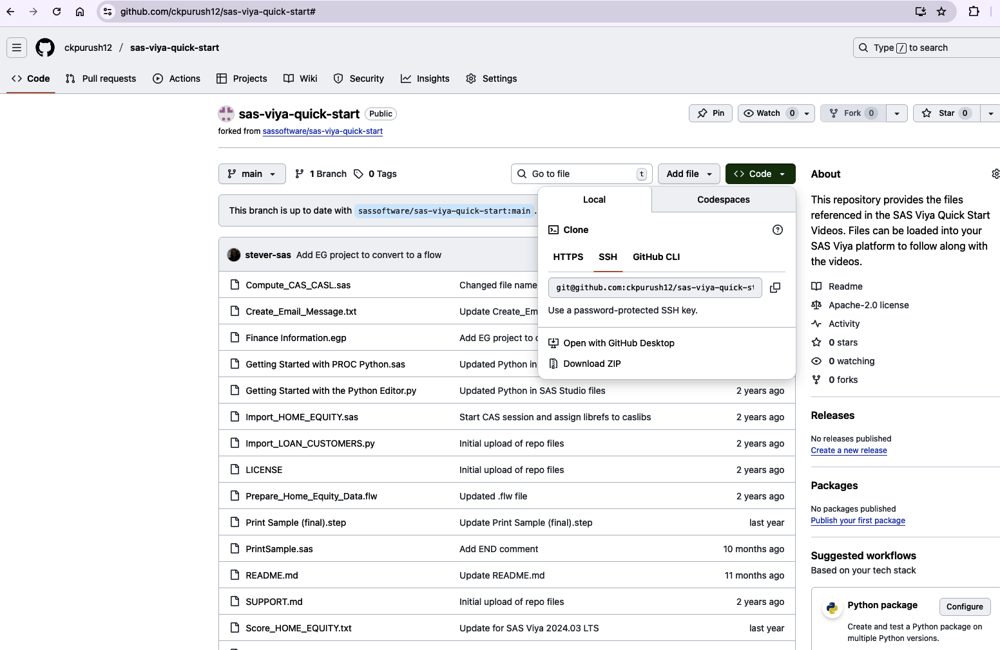 github.com/ckpurush12/sas-viya-quick-start#
ckpurush12 / sas-viya-quick-start
Type / to search
Code Pull requests Actions Projects Wiki Security Insights Settings
sas-viya-quick-start Public
Pin Watch 0 Fork 0 Star 0
forked from sassoftware/sas-viya-quick-start
main 1 Branch 0 Tags
Go to file t Add file Code
This branch is up to date with sassoftware/sas-viya-quick-start:main .
Local Codespaces
Clone
HTTPS SSH GitHub CLI
git@github.com:ckpurush12/sas-viya-quick-st
Use a password-protected SSH key.
Open with GitHub Desktop
Download ZIP
stever-sas Add EG project to convert to a flow
Compute_CAS_CASL.sas Changed file name
Create_Email_Message.txt Update Create_Em
Finance Information.egp Add EG project to c
Getting Started with PROC Python.sas Updated Python in
Getting Started with the Python Editor.py Updated Python in SAS Studio files 2 years ago
Import_HOME_EQUITY.sas Start CAS session and assign librefs to caslibs 2 years ago
Import_LOAN_CUSTOMERS.py Initial upload of repo files 2 years ago
LICENSE Initial upload of repo files 2 years ago
Prepare_Home_Equity_Data.flw Updated .flw file 2 years ago
Print Sample (final).step Update Print Sample (final).step last year
PrintSample.sas Add END comment 10 months ago
README.md Update README.md 11 months ago
SUPPORT.md Initial upload of repo files 2 years ago
Score_HOME_EQUITY.txt Update for SAS Viya 2024.03 LTS last year
About
This repository provides the files
referenced in the SAS Viya Quick Start
Videos. Files can be loaded into your
SAS Viya platform to follow along with
the videos.
Readme
Apache-2.0 license
Activity
0 stars
0 watching
0 forks
Releases
No releases published
Create a new release
Packages
No packages published
Publish your first package
Suggested workflows
Based on your tech stack
Python package Configure
Create and test a Python package on
multiple Python versions.